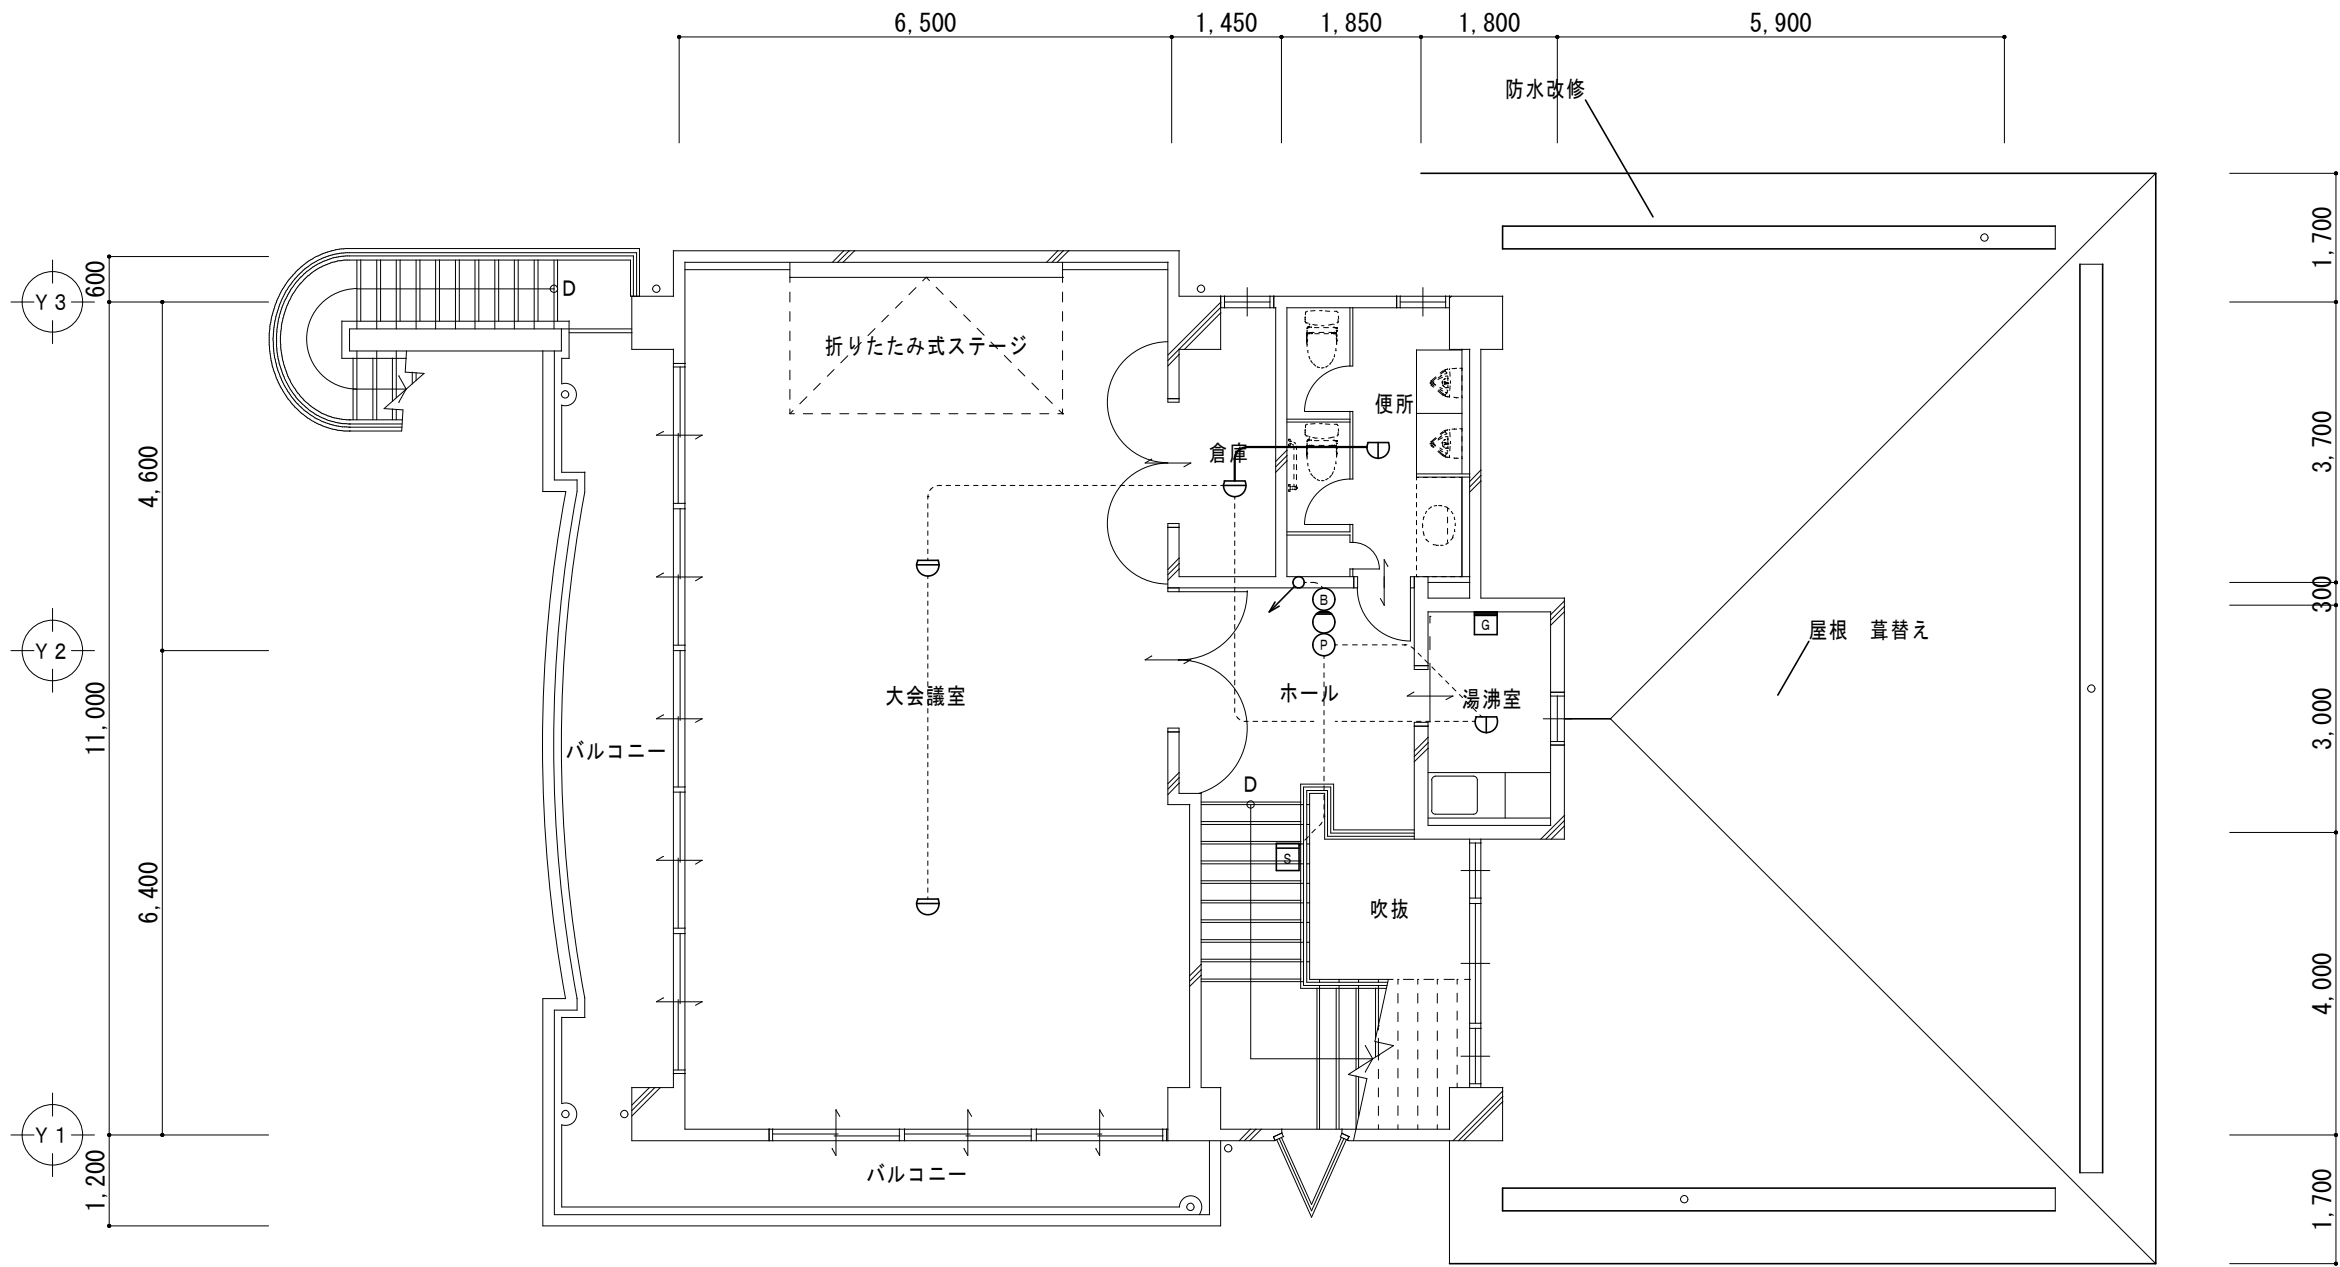 6,500
1,450
1,850
1,800
5,900
防水改修
1,700
600
Y3
D
折りたたみ式ステージ
便所
倉庫
4,600
3,700
300
B
G
P
屋根 葺替え
Y2
11,000
大会議室
ホール
湯沸室
3,000
バルコニー
D
6,400
S
吹抜
4,000
Y1
1,200
バルコニー
1,700